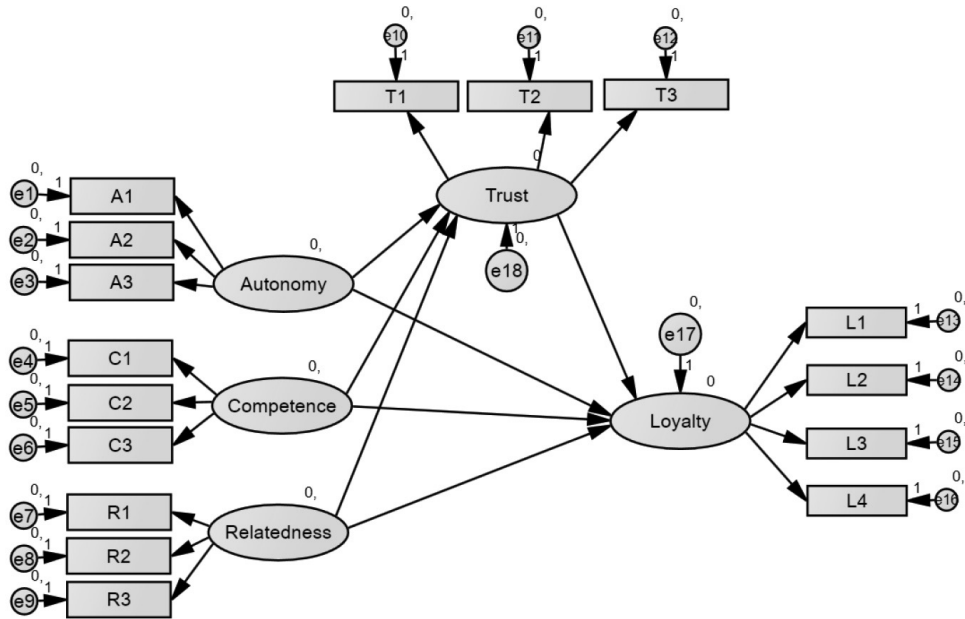 0, 0, 0,
e10 e11 e12
1 1 1
T1 T2 T3
0
Trust
1
0,
e18
0,
e1 1 A1
0,
e2 1 A2
0,
e3 1 A3
0,
Autonomy
0,
e4 1 C1
0,
e5 1 C2
0,
e6 1 C3
0,
Competence
0,
e7 1 R1
0,
e8 1 R2
0,
e9 1 R3
0,
Relatedness
0,
e17
1
0
Loyalty
0,
L1 1 e13
0,
L2 1 e14
0,
L3 1 e15
0,
L4 1 e16